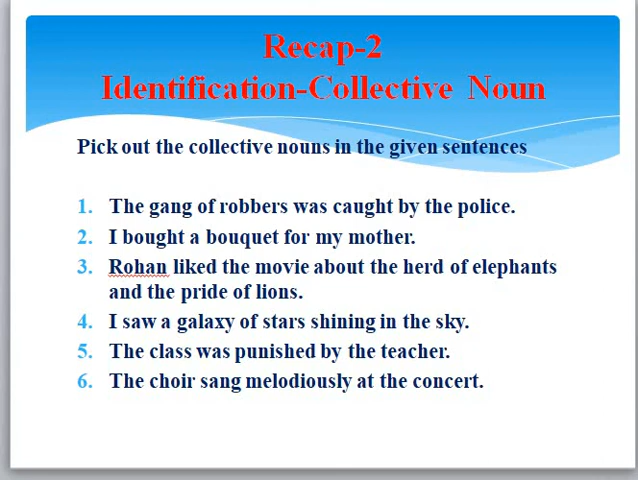 Recap-2
Identification-Collective Noun
Pick out the collective nouns in the given sentences
1. The gang of robbers was caught by the police.
2. I bought a bouquet for my mother.
3. Rohan liked the movie about the herd of elephants
and the pride of lions.
4. I saw a galaxy of stars shining in the sky.
5. The class was punished by the teacher.
6. The choir sang melodiously at the concert.